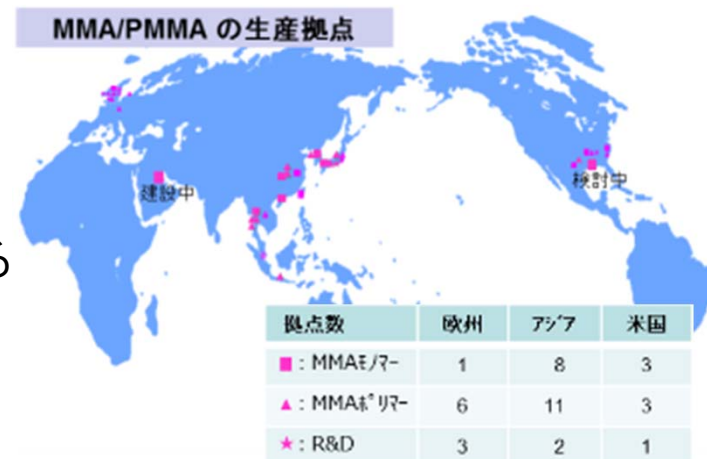 MMA/PMMA の生産拠点
建設中
検討中
る
拠点数 欧州 ｱｼﾞｱ 米国
■ : MMAﾓﾉﾏｰ 1 8 3
▲ : MMAﾎﾟﾘﾏｰ 6 11 3
★ : R&D 3 2 1